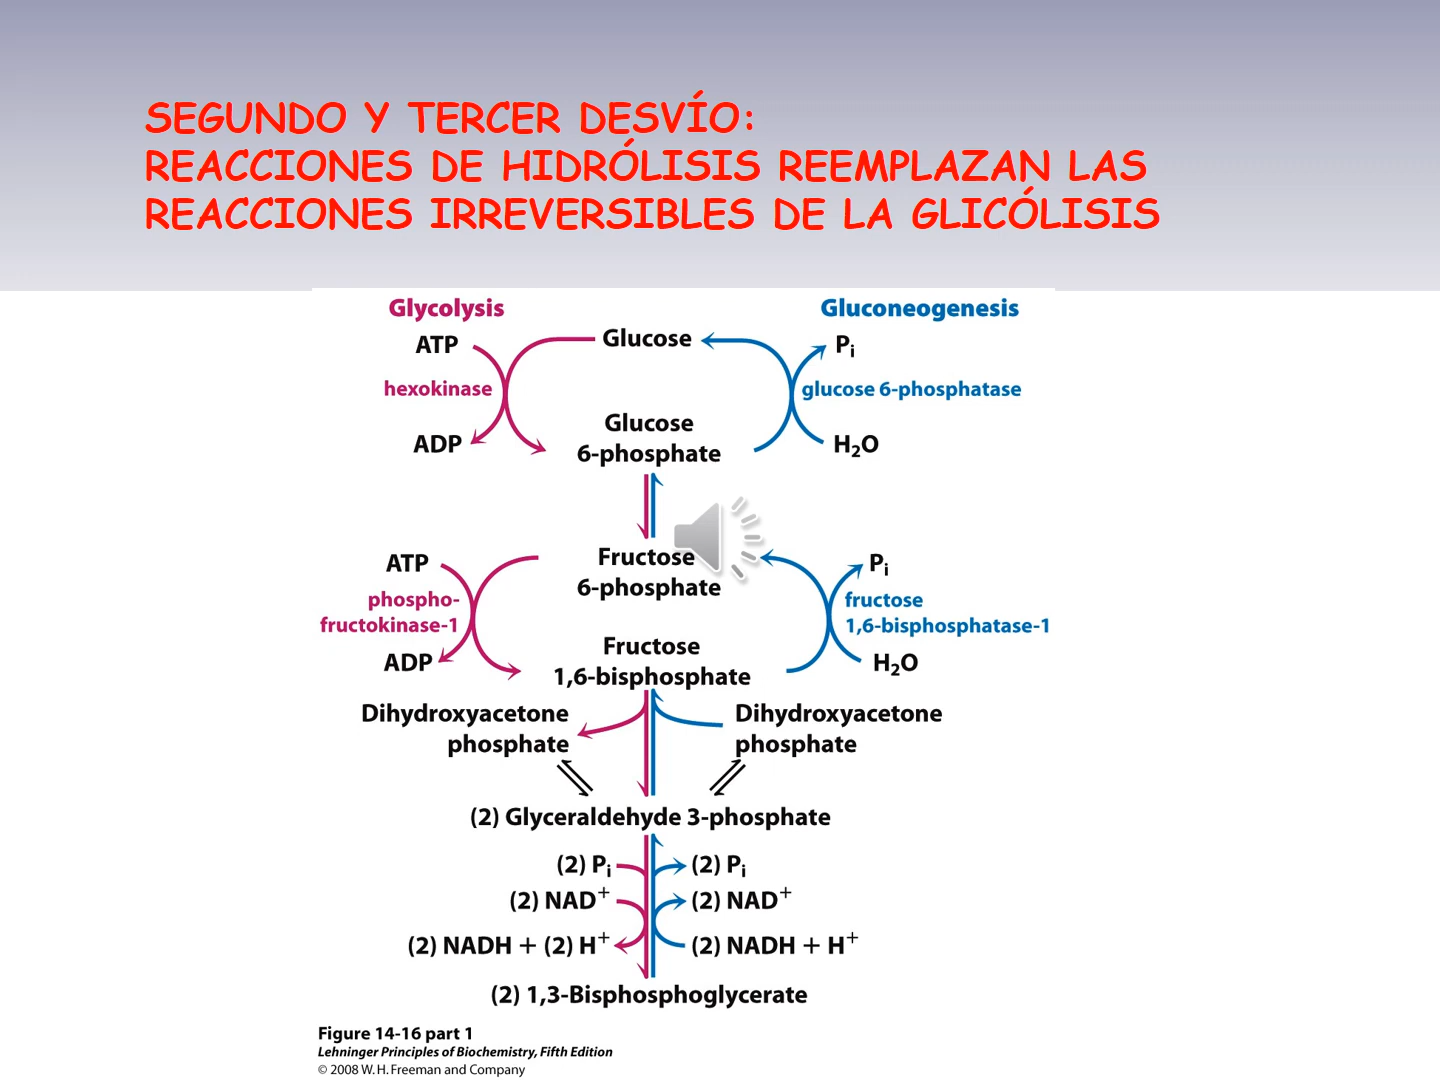 SEGUNDO Y TERCER DESVÍO:
REACCIONES DE HIDRÓLISIS REEMPLAZAN LAS
REACCIONES IRREVERSIBLES DE LA GLICÓLISIS
Glycolysis
Gluconeogenesis
ATP
Glucose
Pi
hexokinase
glucose 6-phosphatase
Glucose
6-phosphate
ADP
H2O
ATP
Fructose
6-phosphate
Pi
phospho-
fructokinase-1
fructose
1,6-bisphosphatase-1
ADP
Fructose
1,6-bisphosphate
H2O
Dihydroxyacetone
phosphate
Dihydroxyacetone
phosphate
(2) Glyceraldehyde 3-phosphate
(2) Pi
(2) Pi
(2) NAD+
(2) NAD+
(2) NADH + (2) H+
(2) NADH + H+
(2) 1,3-Bisphosphoglycerate
Figure 14-16 part 1
Lehninger Principles of Biochemistry, Fifth Edition
© 2008 W. H. Freeman and Company